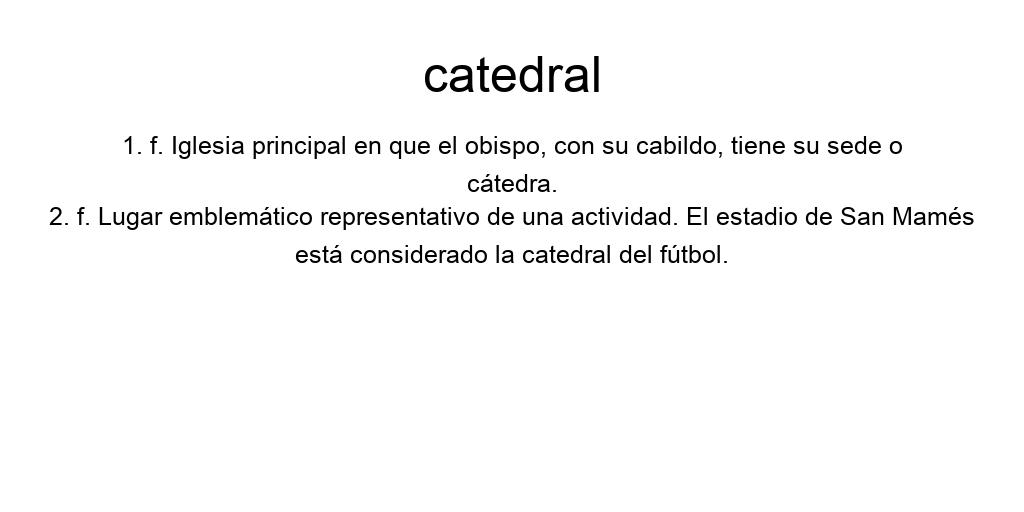 catedral
1. f. Iglesia principal en que el obispo, con su cabildo, tiene su sede o
cátedra.
2. f. Lugar emblemático representativo de una actividad. El estadio de San Mamés
está considerado la catedral del fútbol.